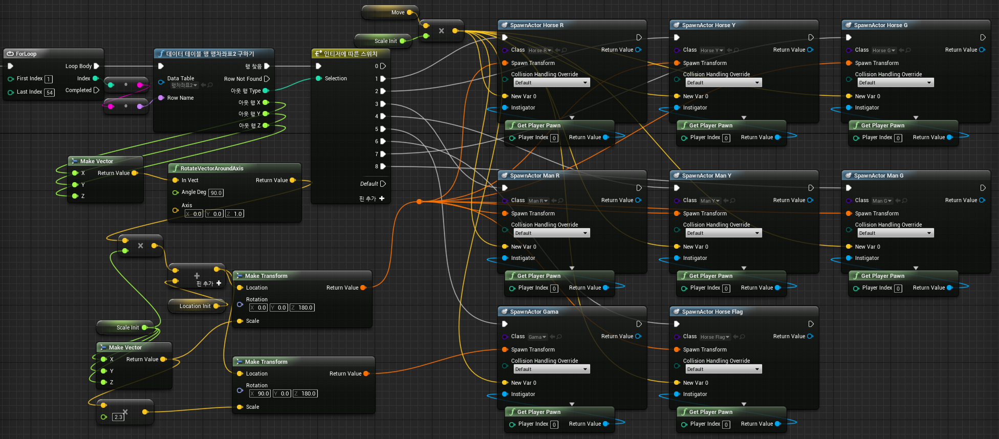 Move
Scale Init
ForLoop
Loop Body
First Index 1
Index
Last Index 54
Completed
데이터 테이블 행 행차좌표2 구하기
행 찾음
Data Table
행차좌표2
Row Not Found
아웃 행 Type
Row Name
아웃 행 X
아웃 행 Y
아웃 행 Z
인티저에 따른 스위치
Selection
0
1
2
3
4
5
6
7
8
Default
핀 추가
Make Vector
X
Return Value
Y
Z
RotateVectorAroundAxis
In Vect
Return Value
Angle Deg 90.0
Axis
X 0.0 Y 0.0 Z 1.0
핀 추가
Location Init
Scale Init
Make Vector
X
Return Value
Y
Z
2.3
Make Transform
Location
Return Value
Rotation
X 0.0 Y 0.0 Z 180.0
Scale
Make Transform
Location
Return Value
Rotation
X 90.0 Y 0.0 Z 180.0
Scale
SpawnActor Horse R
Class Horse R
Return Value
Spawn Transform
Collision Handling Override
Default
New Var 0
Instigator
Get Player Pawn
Player Index 0
Return Value
SpawnActor Horse Y
Class Horse Y
Return Value
Spawn Transform
Collision Handling Override
Default
New Var 0
Instigator
Get Player Pawn
Player Index 0
Return Value
SpawnActor Horse G
Class Horse G
Return Value
Spawn Transform
Collision Handling Override
Default
New Var 0
Instigator
Get Player Pawn
Player Index 0
Return Value
SpawnActor Man R
Class Man R
Return Value
Spawn Transform
Collision Handling Override
Default
New Var 0
Instigator
Get Player Pawn
Player Index 0
Return Value
SpawnActor Man Y
Class Man Y
Return Value
Spawn Transform
Collision Handling Override
Default
New Var 0
Instigator
Get Player Pawn
Player Index 0
Return Value
SpawnActor Man G
Class Man G
Return Value
Spawn Transform
Collision Handling Override
Default
New Var 0
Instigator
Get Player Pawn
Player Index 0
Return Value
SpawnActor Gama
Class Gama
Return Value
Spawn Transform
Collision Handling Override
Default
New Var 0
Instigator
Get Player Pawn
Player Index 0
Return Value
SpawnActor Horse Flag
Class Horse Flag
Return Value
Spawn Transform
Collision Handling Override
Default
New Var 0
Instigator
Get Player Pawn
Player Index 0
Return Value